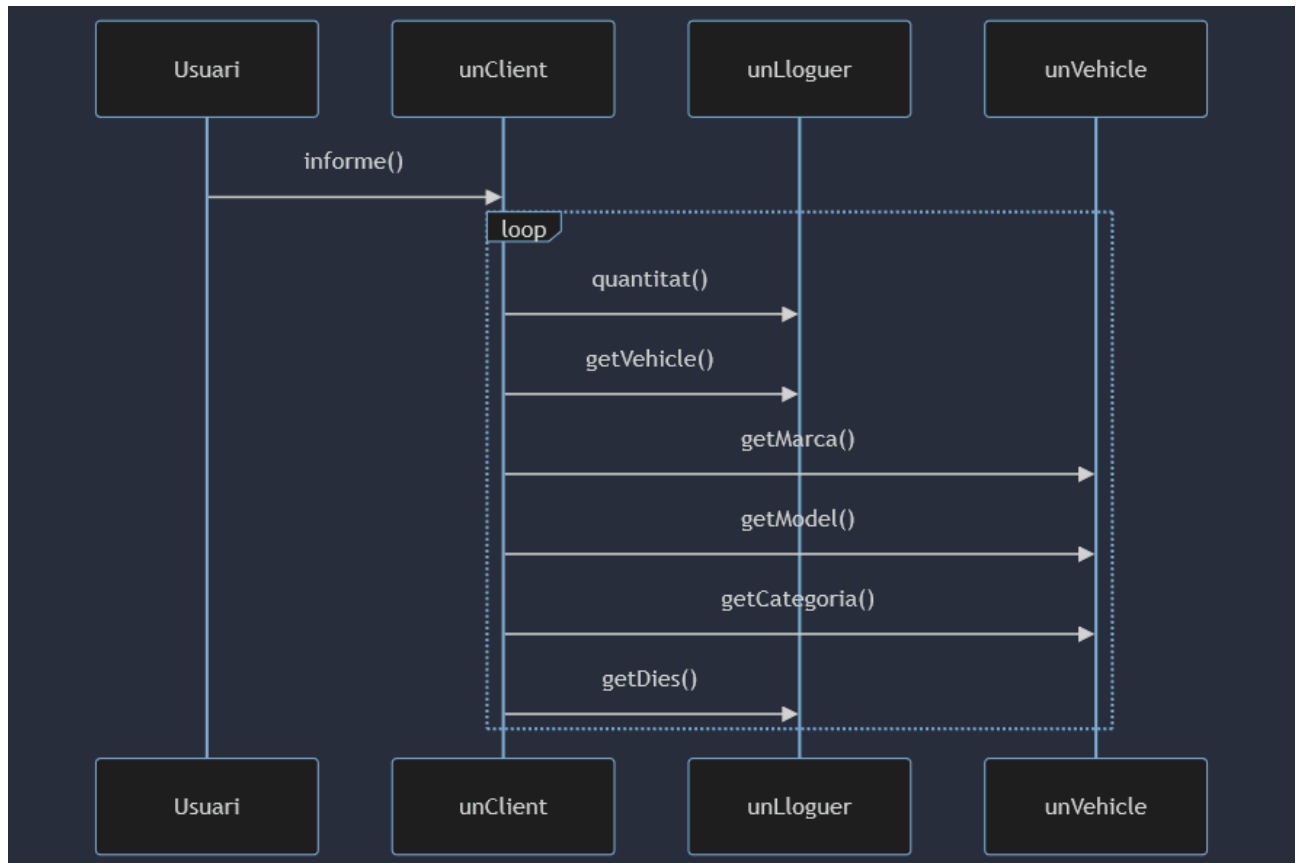 Usuari
unClient
unLloguer
unVehicle
informe()
loop
quantitat()
getVehicle()
getMarca()
getModel()
getCategoria()
getDies()
Usuari
unClient
unLloguer
unVehicle